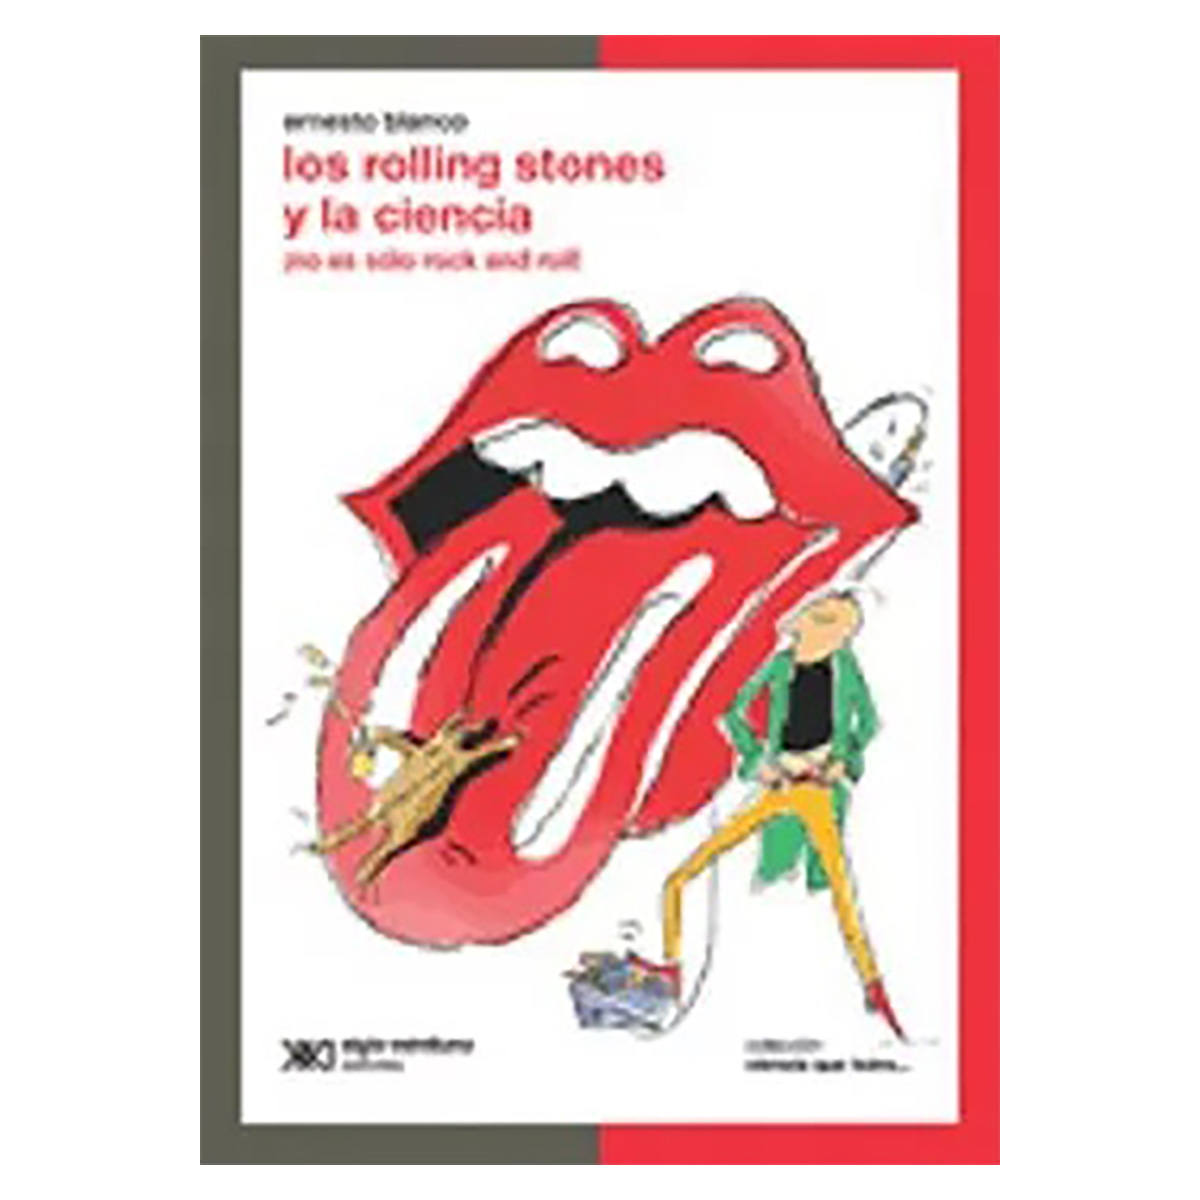 ernesto blanco
los rolling stones
y la ciencia
¡no es sólo rock and roll!
siglo veintiuno
editores
colección
ciencia que ladra...